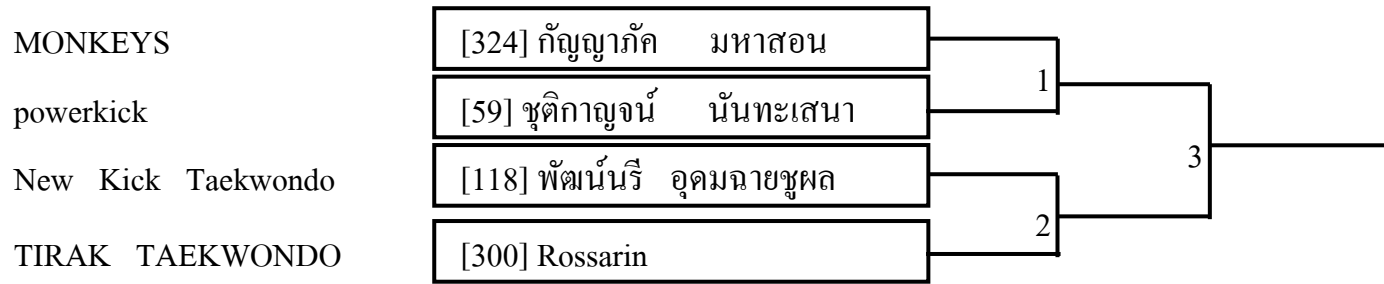 MONKEYS [324] กัญญาภัค มหาสอน
1
powerkick [59] ชุติกาญจน์ นันทะเสนา
3
New Kick Taekwondo [118] พัฒน์นรี อุดมฉายชูผล
2
TIRAK TAEKWONDO [300] Rossarin